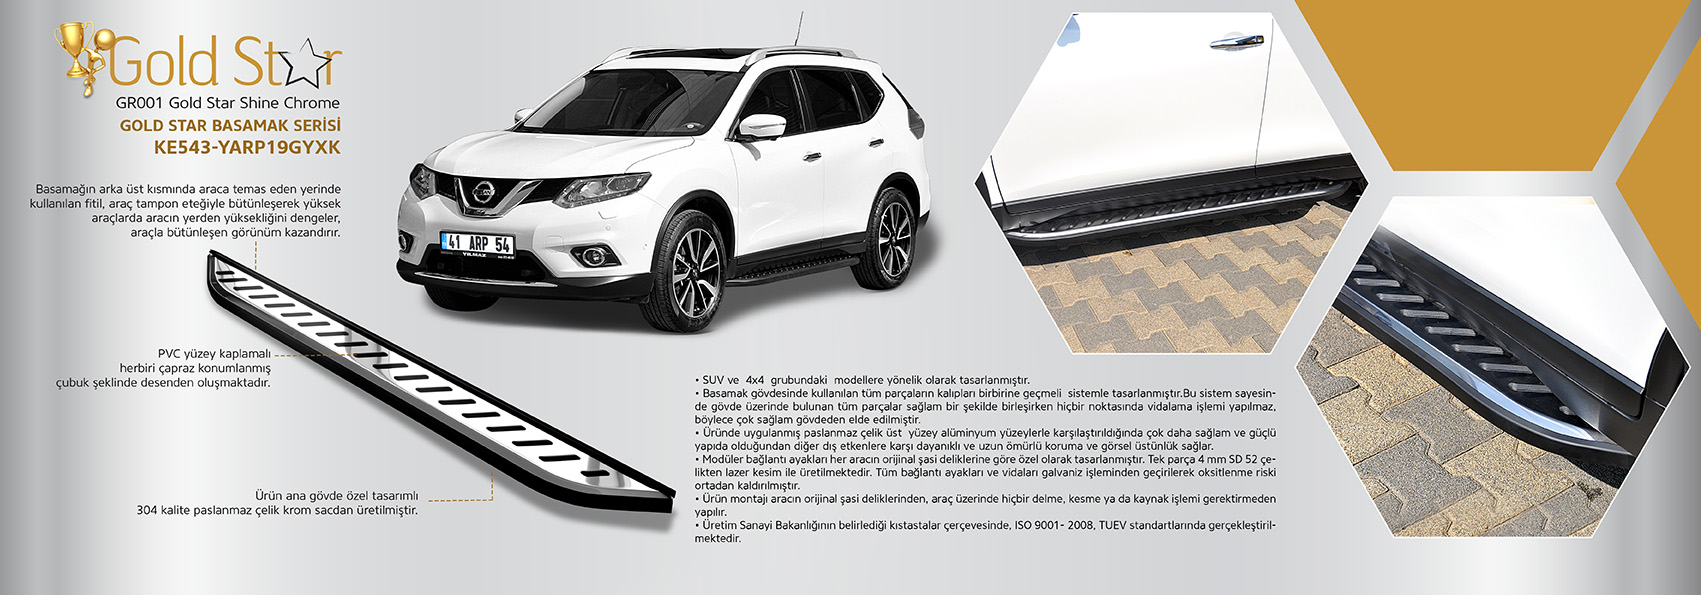 Gold Star
GR001 Gold Star Shine Chrome
GOLD STAR BASAMAK SERİSİ
KE543-YARP19GYXK
Basamağın arka üst kısmında araca temas eden yerinde
kullanılan fitil, araç tampon eteğiyle bütünleşerek yüksek
araçlarda aracın yerden yüksekliğini dengeler,
araçla bütünleşen görünüm kazandırır.
PVC yüzey kaplamalı
herbiri çapraz konumlanmış
çubuk şeklinde desenden oluşmaktadır.
Ürün ana gövde özel tasarımlı
304 kalite paslanmaz çelik krom sacdan üretilmiştir.
41 ARP 54
YILMAZ
• SUV ve 4x4 grubundaki modellere yönelik olarak tasarlanmıştır.
• Basamak gövdesinde kullanılan tüm parçaların kalıpları birbirine geçmeli sistemle tasarlanmıştır.Bu sistem sayesin-
de gövde üzerinde bulunan tüm parçalar sağlam bir şekilde birleşirken hiçbir noktasında vidalama işlemi yapılmaz,
böylece çok sağlam gövdeden elde edilmiştir.
• Üründe uygulanmış paslanmaz çelik üst yüzey alüminyum yüzeylerle karşılaştırıldığında çok daha sağlam ve güçlü
yapıda olduğundan diğer dış etkenlere karşı dayanıklı ve uzun ömürlü koruma ve görsel üstünlük sağlar.
• Modüler bağlantı ayakları her aracın orijinal şasi deliklerine göre özel olarak tasarlanmıştır. Tek parça 4 mm SD 52 çe-
likten lazer kesim ile üretilmektedir. Tüm bağlantı ayakları ve vidaları galvaniz işleminden geçirilerek oksitlenme riski
ortadan kaldırılmıştır.
• Ürün montajı aracın orijinal şasi deliklerinden, araç üzerinde hiçbir delme, kesme ya da kaynak işlemi gerektirmeden
yapılır.
• Üretim Sanayi Bakanlığının belirlediği kıstastalar çerçevesinde, ISO 9001- 2008, TUEV standartlarında gerçekleştiril-
mektedir.